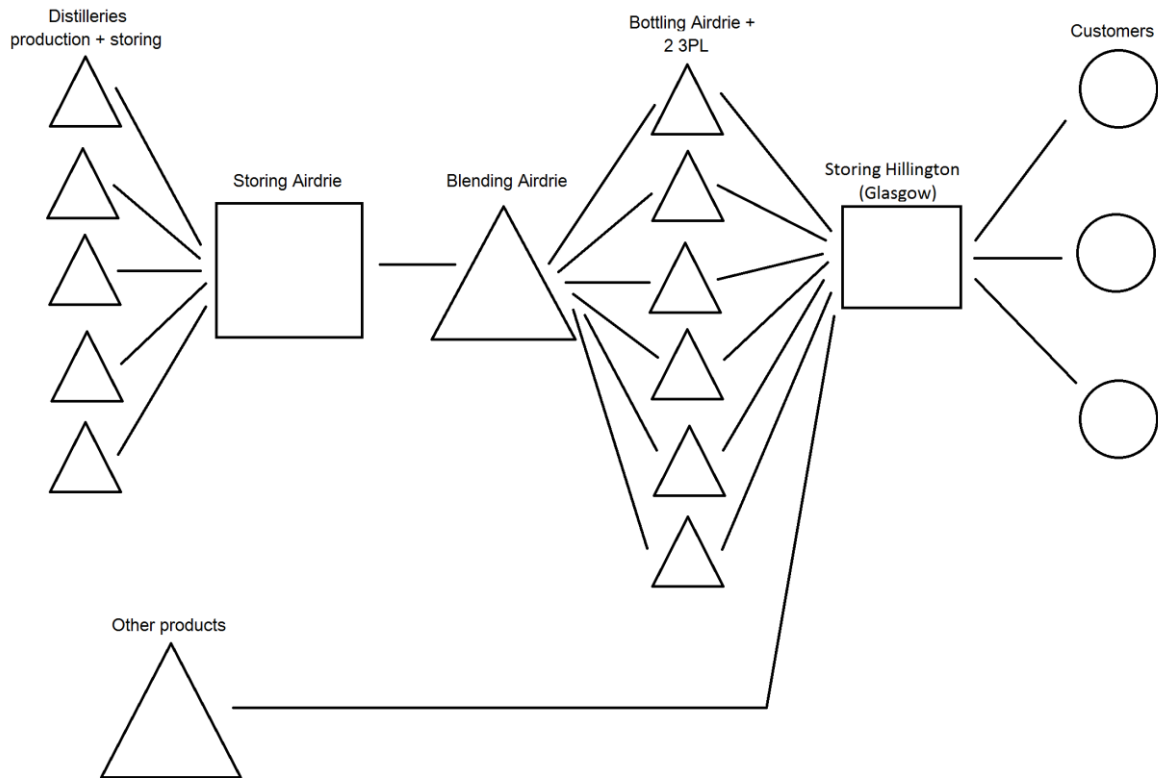 Distilleries
production + storing
Bottling Airdrie +
2 3PL
Customers
Storing Airdrie
Blending Airdrie
Storing Hillington
(Glasgow)
Other products